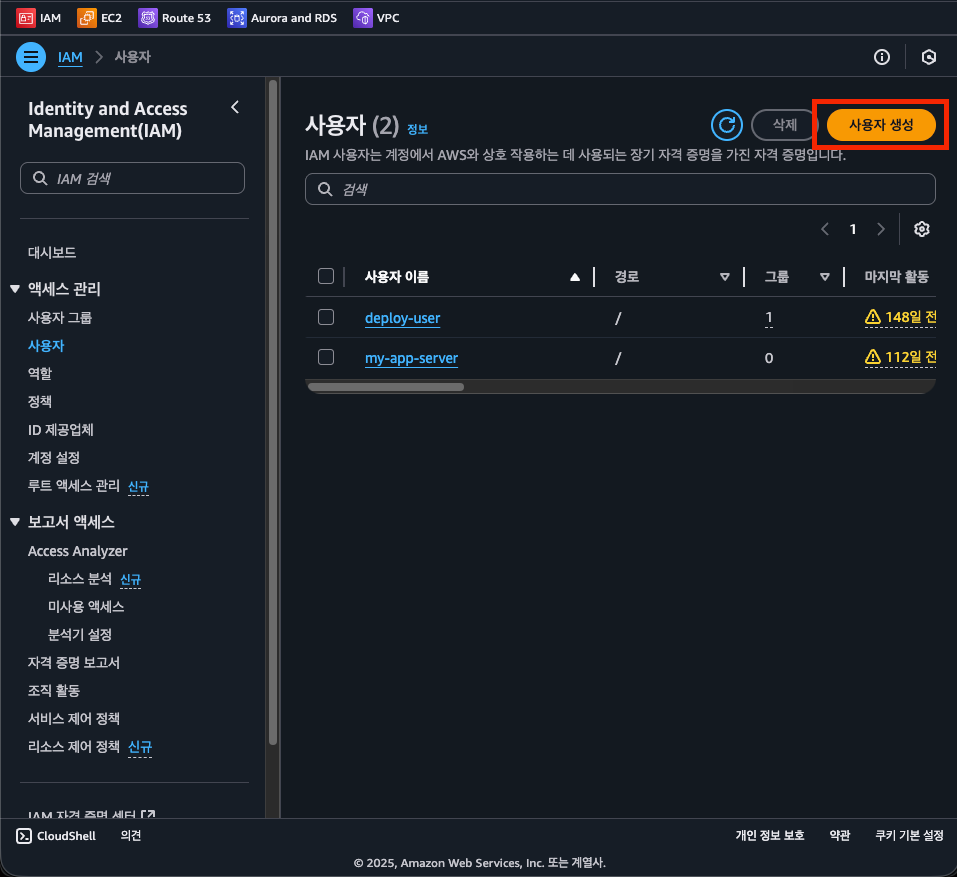 IAM EC2 Route 53 Aurora and RDS VPC
IAM > 사용자
Identity and Access
Management(IAM)
IAM 검색
대시보드
액세스 관리
사용자 그룹
사용자
역할
정책
ID 제공업체
계정 설정
루트 액세스 관리 신규
보고서 액세스
Access Analyzer
리소스 분석 신규
미사용 액세스
분석기 설정
자격 증명 보고서
조직 활동
서비스 제어 정책
리소스 제어 정책 신규
IAM 자격 증명 센터
사용자 (2) 정보
삭제
사용자 생성
IAM 사용자는 계정에서 AWS와 상호 작용하는 데 사용되는 장기 자격 증명을 가진 자격 증명입니다.
검색
1
사용자 이름 경로 그룹 마지막 활동
deploy-user / 1 148일 전
my-app-server / 0 112일 전
CloudShell 의견 개인 정보 보호 약관 쿠키 기본 설정
© 2025, Amazon Web Services, Inc. 또는 계열사.